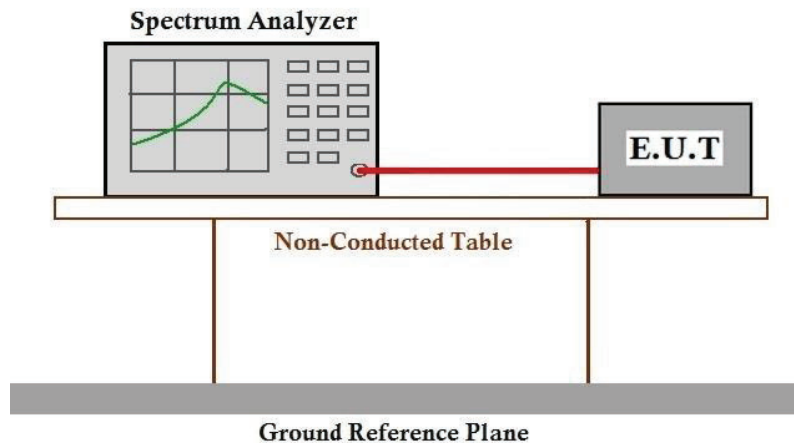 Spectrum Analyzer
E.U.T
Non-Conducted Table
Ground Reference Plane